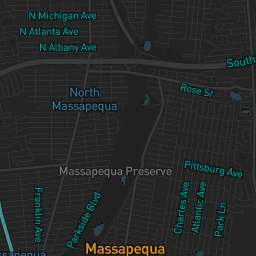 N Michigan Ave
N Atlanta Ave
N Albany Ave
South
North
Massapequa
Rose St
Massapequa Preserve
Pittsburg Ave
Franklin Ave
Parkside Blvd
Charles Ave
Atlantic Ave
Park Ln
Massapequa
apequa